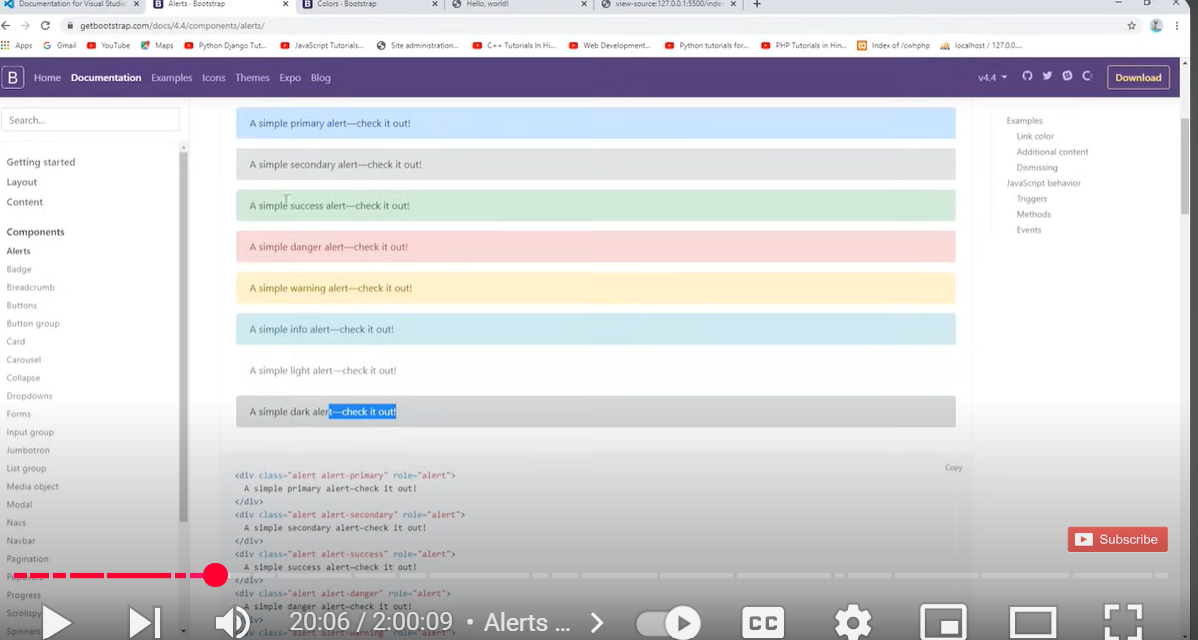 Documentation for Visual Studio
Alerts · Bootstrap
Colors · Bootstrap
Hello, world!
view-source:127.0.0.1:5500/index
getbootstrap.com/docs/4.4/components/alerts/
Apps
Gmail
YouTube
Maps
Python Django Tut...
JavaScript Tutorials...
Site administration...
C++ Tutorials In Hi...
Web Development...
Python tutorials for...
PHP Tutorials in Hin...
Index of /cwhphp
localhost / 127.0.0....
B
Home
Documentation
Examples
Icons
Themes
Expo
Blog
v4.4
Download
Search...
Getting started
Layout
Content
Components
Alerts
Badge
Breadcrumb
Buttons
Button group
Card
Carousel
Collapse
Dropdowns
Forms
Input group
Jumbotron
List group
Media object
Modal
Navs
Navbar
Pagination
Popovers
Progress
Scrollspy
Spinners
A simple primary alert—check it out!
A simple secondary alert—check it out!
A simple success alert—check it out!
A simple danger alert—check it out!
A simple warning alert—check it out!
A simple info alert—check it out!
A simple light alert—check it out!
A simple dark alert—check it out!
Copy
<div class="alert alert-primary" role="alert">
A simple primary alert—check it out!
</div>
<div class="alert alert-secondary" role="alert">
A simple secondary alert—check it out!
</div>
<div class="alert alert-success" role="alert">
A simple success alert—check it out!
</div>
<div class="alert alert-danger" role="alert">
A simple danger alert—check it out!
</div>
<div class="alert alert-warning" role="alert">
Examples
Link color
Additional content
Dismissing
JavaScript behavior
Triggers
Methods
Events
Subscribe
20:06 / 2:00:09 • Alerts ...
CC